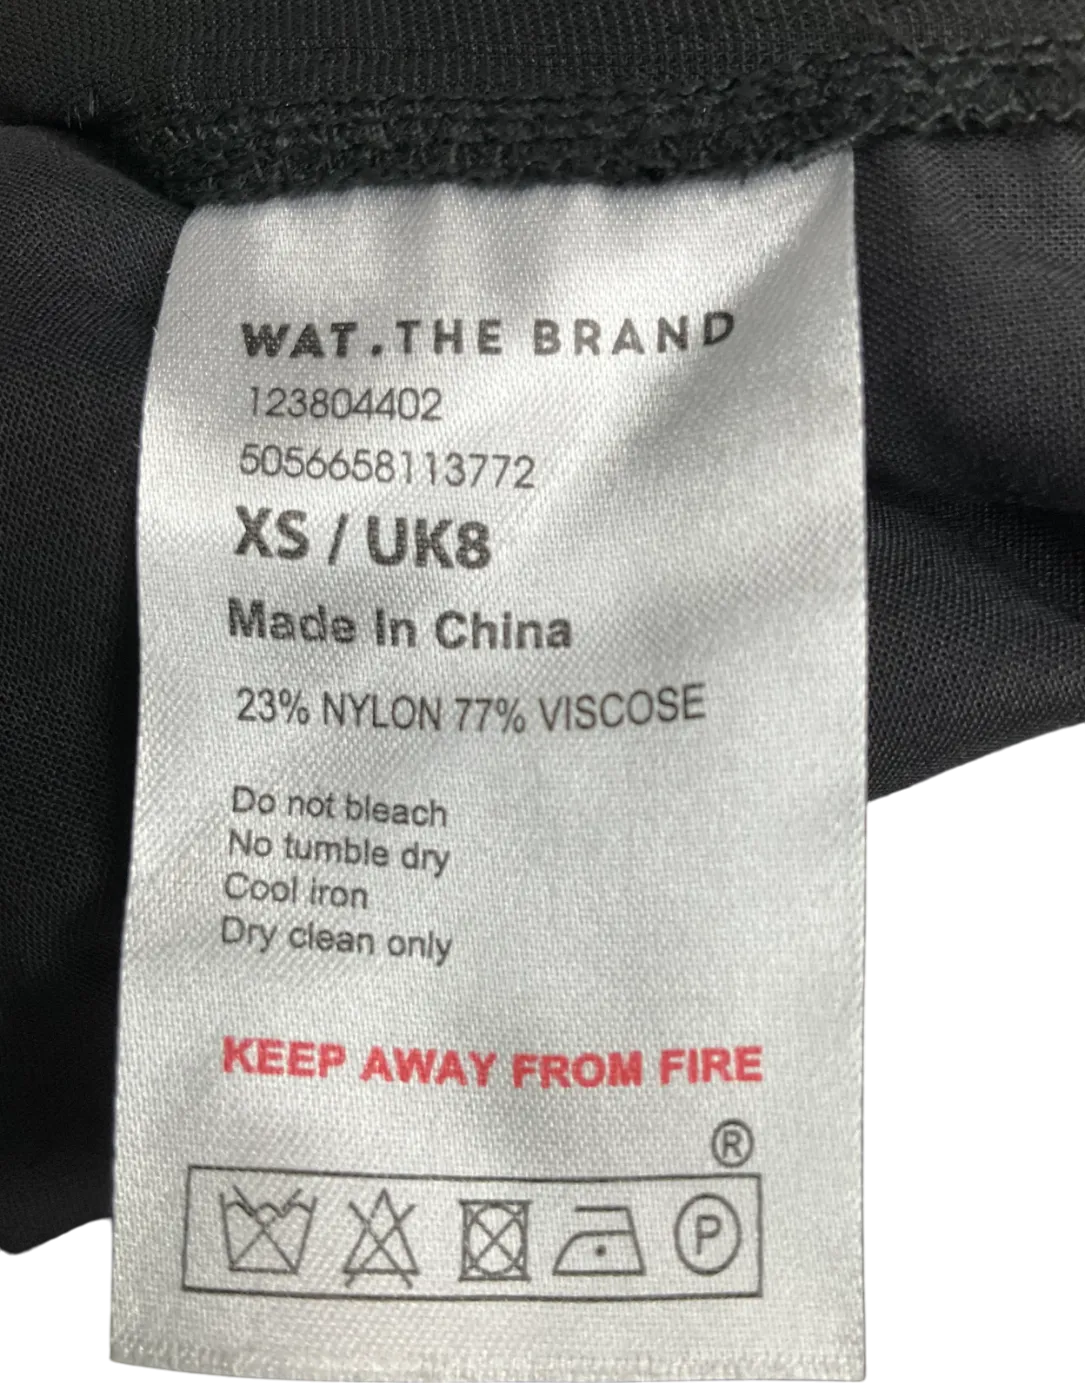 WAT.THE BRAND
123804402
5056658113772
XS / UK8
Made In China
23% NYLON 77% VISCOSE
Do not bleach
No tumble dry
Cool iron
Dry clean only
KEEP AWAY FROM FIRE
®
P